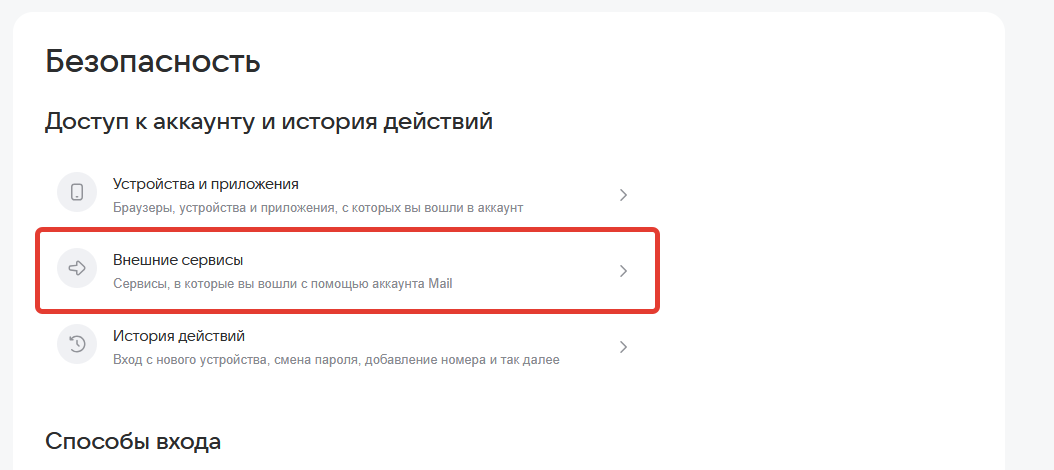 Безопасность
Доступ к аккаунту и история действий
Устройства и приложения
Браузеры, устройства и приложения, с которых вы вошли в аккаунт
Внешние сервисы
Сервисы, в которые вы вошли с помощью аккаунта Mail
История действий
Вход с нового устройства, смена пароля, добавление номера и так далее
Способы входа